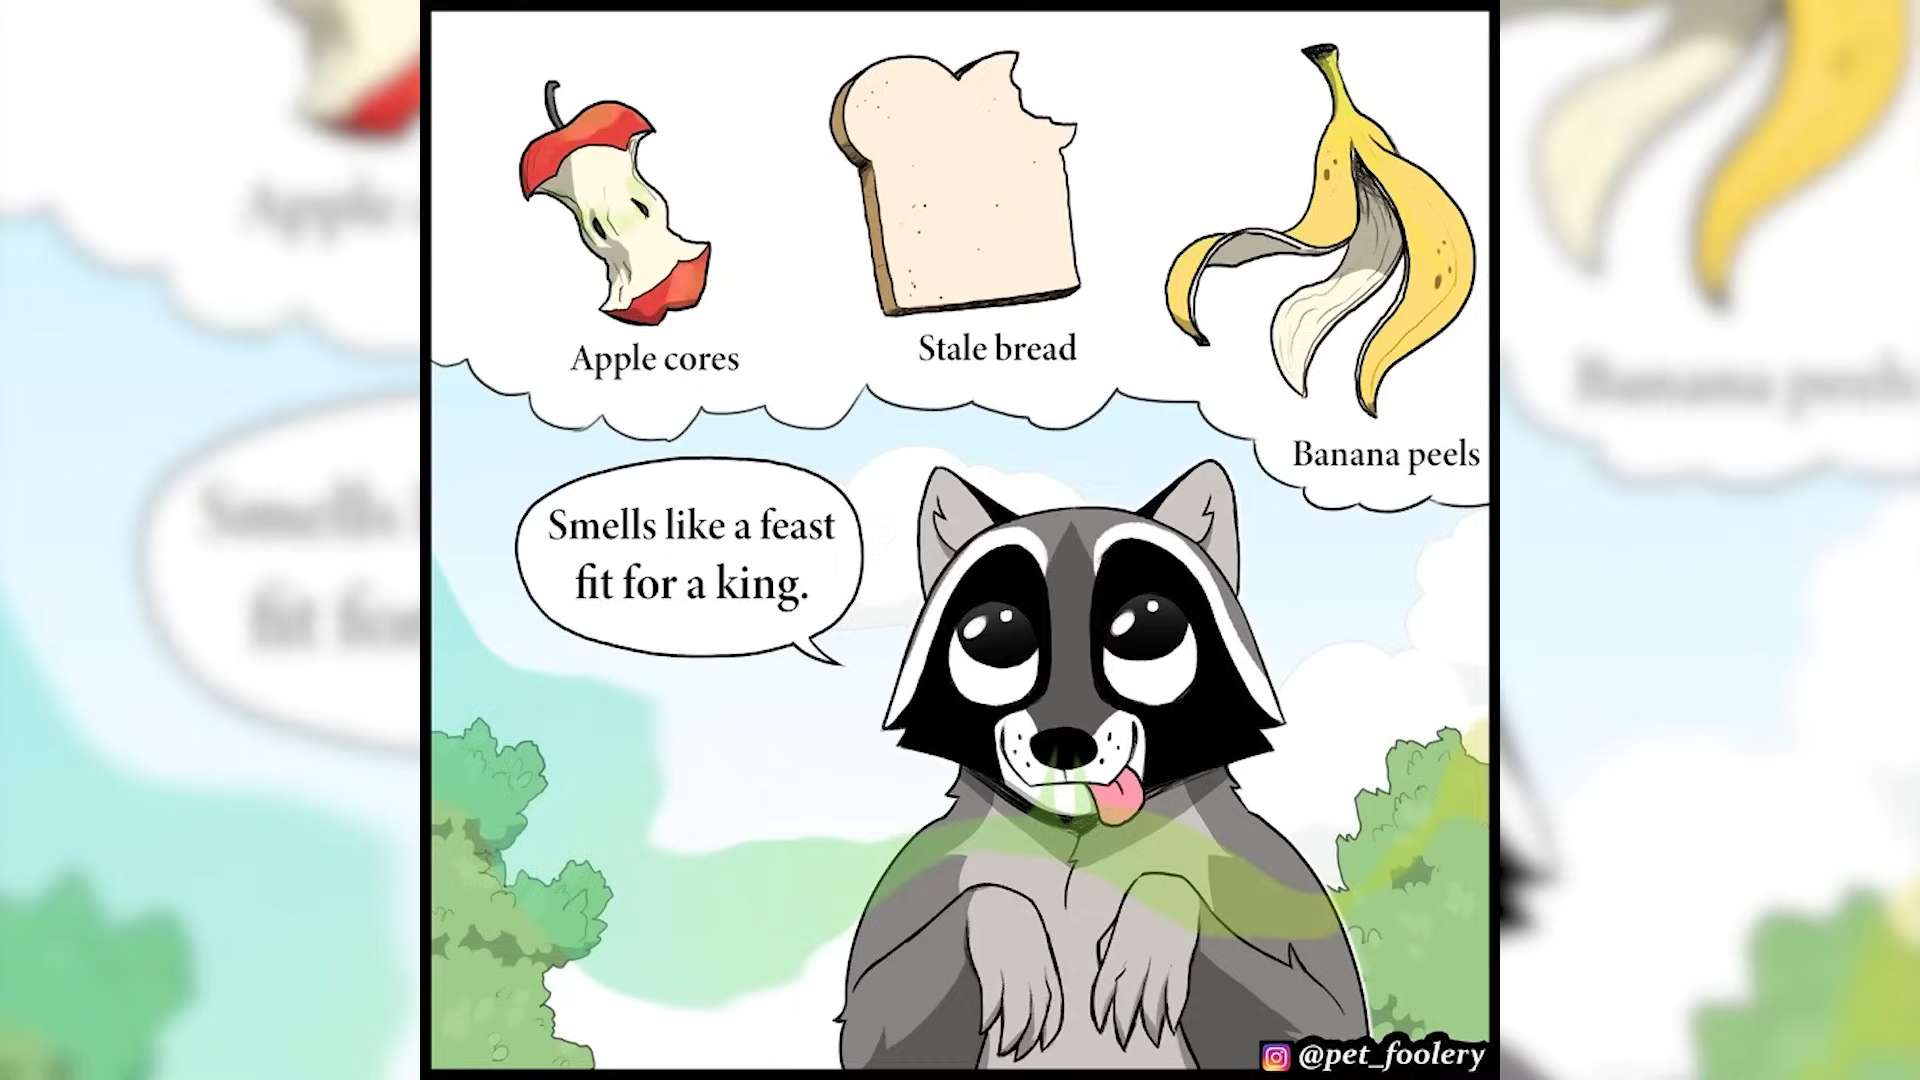 Apple cores
Stale bread
Banana peels
Smells like a feast
fit for a king.
@pet_foolery